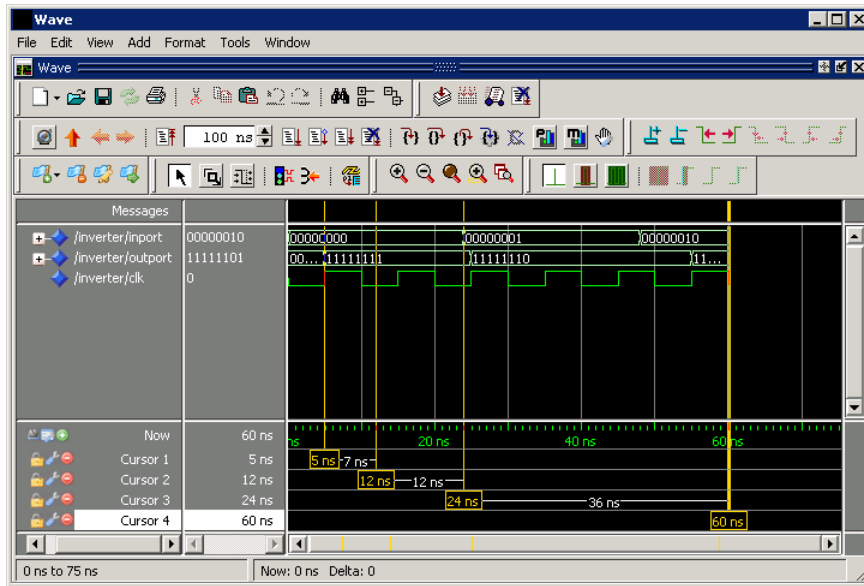 Wave
File Edit View Add Format Tools Window
Wave
100 ns
Messages
/inverter/inport 00000010 00000000 00000001 00000010
/inverter/outport 11111101 00... 11111111 11111110 11...
/inverter/clk 0
Now 60 ns ns 20 ns 40 ns 60 ns
Cursor 1 5 ns 5 ns 7 ns
Cursor 2 12 ns 12 ns 12 ns
Cursor 3 24 ns 24 ns 36 ns
Cursor 4 60 ns 60 ns
0 ns to 75 ns Now: 0 ns Delta: 0